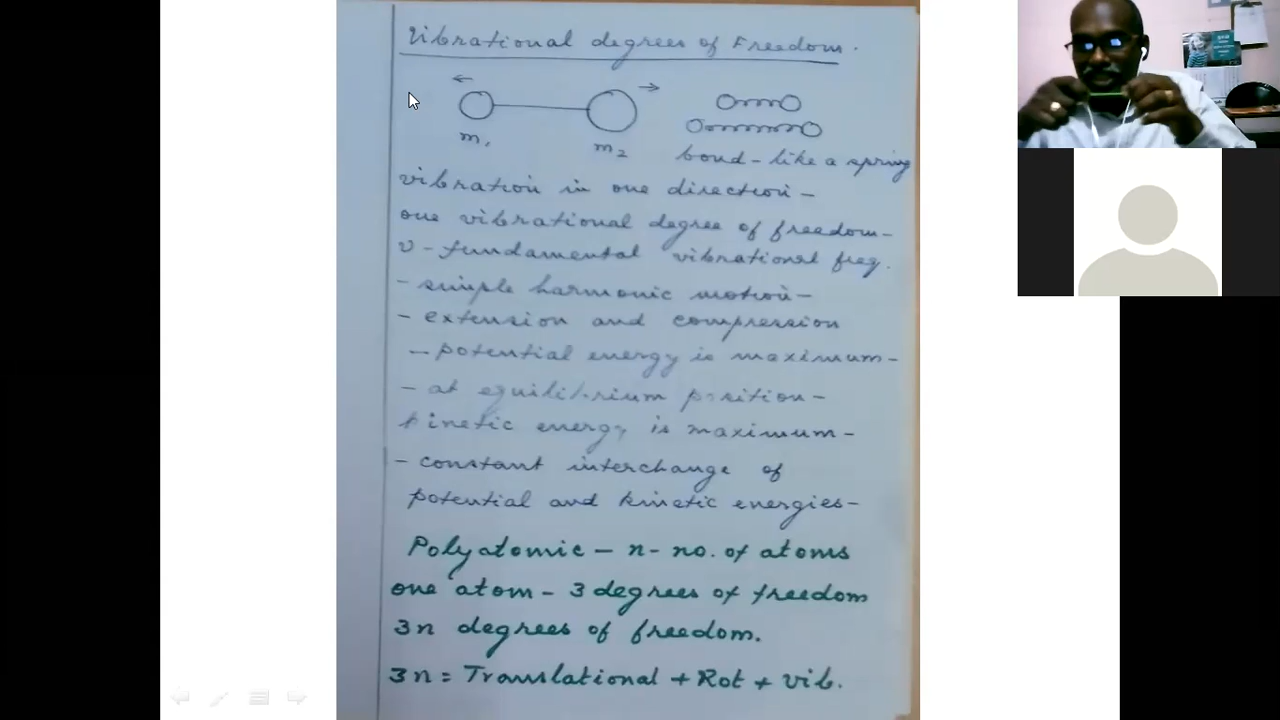 Vibrational degrees of Freedom.
m1
m2
bond - like a spring
vibration in one direction -
one vibrational degree of freedom -
ν - fundamental vibrational freq.
- simple harmonic motion -
- extension and compression
- potential energy is maximum -
- at equilibrium position -
kinetic energy is maximum -
- constant interchange of
potential and kinetic energies -
Polyatomic - n - no. of atoms
one atom - 3 degrees of freedom
3n degrees of freedom.
3n = Translational + Rot + vib.